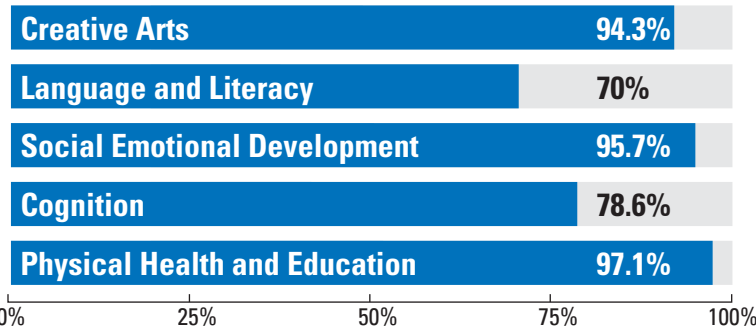 Creative Arts 94.3%
Language and Literacy 70%
Social Emotional Development 95.7%
Cognition 78.6%
Physical Health and Education 97.1%
0% 25% 50% 75% 100%